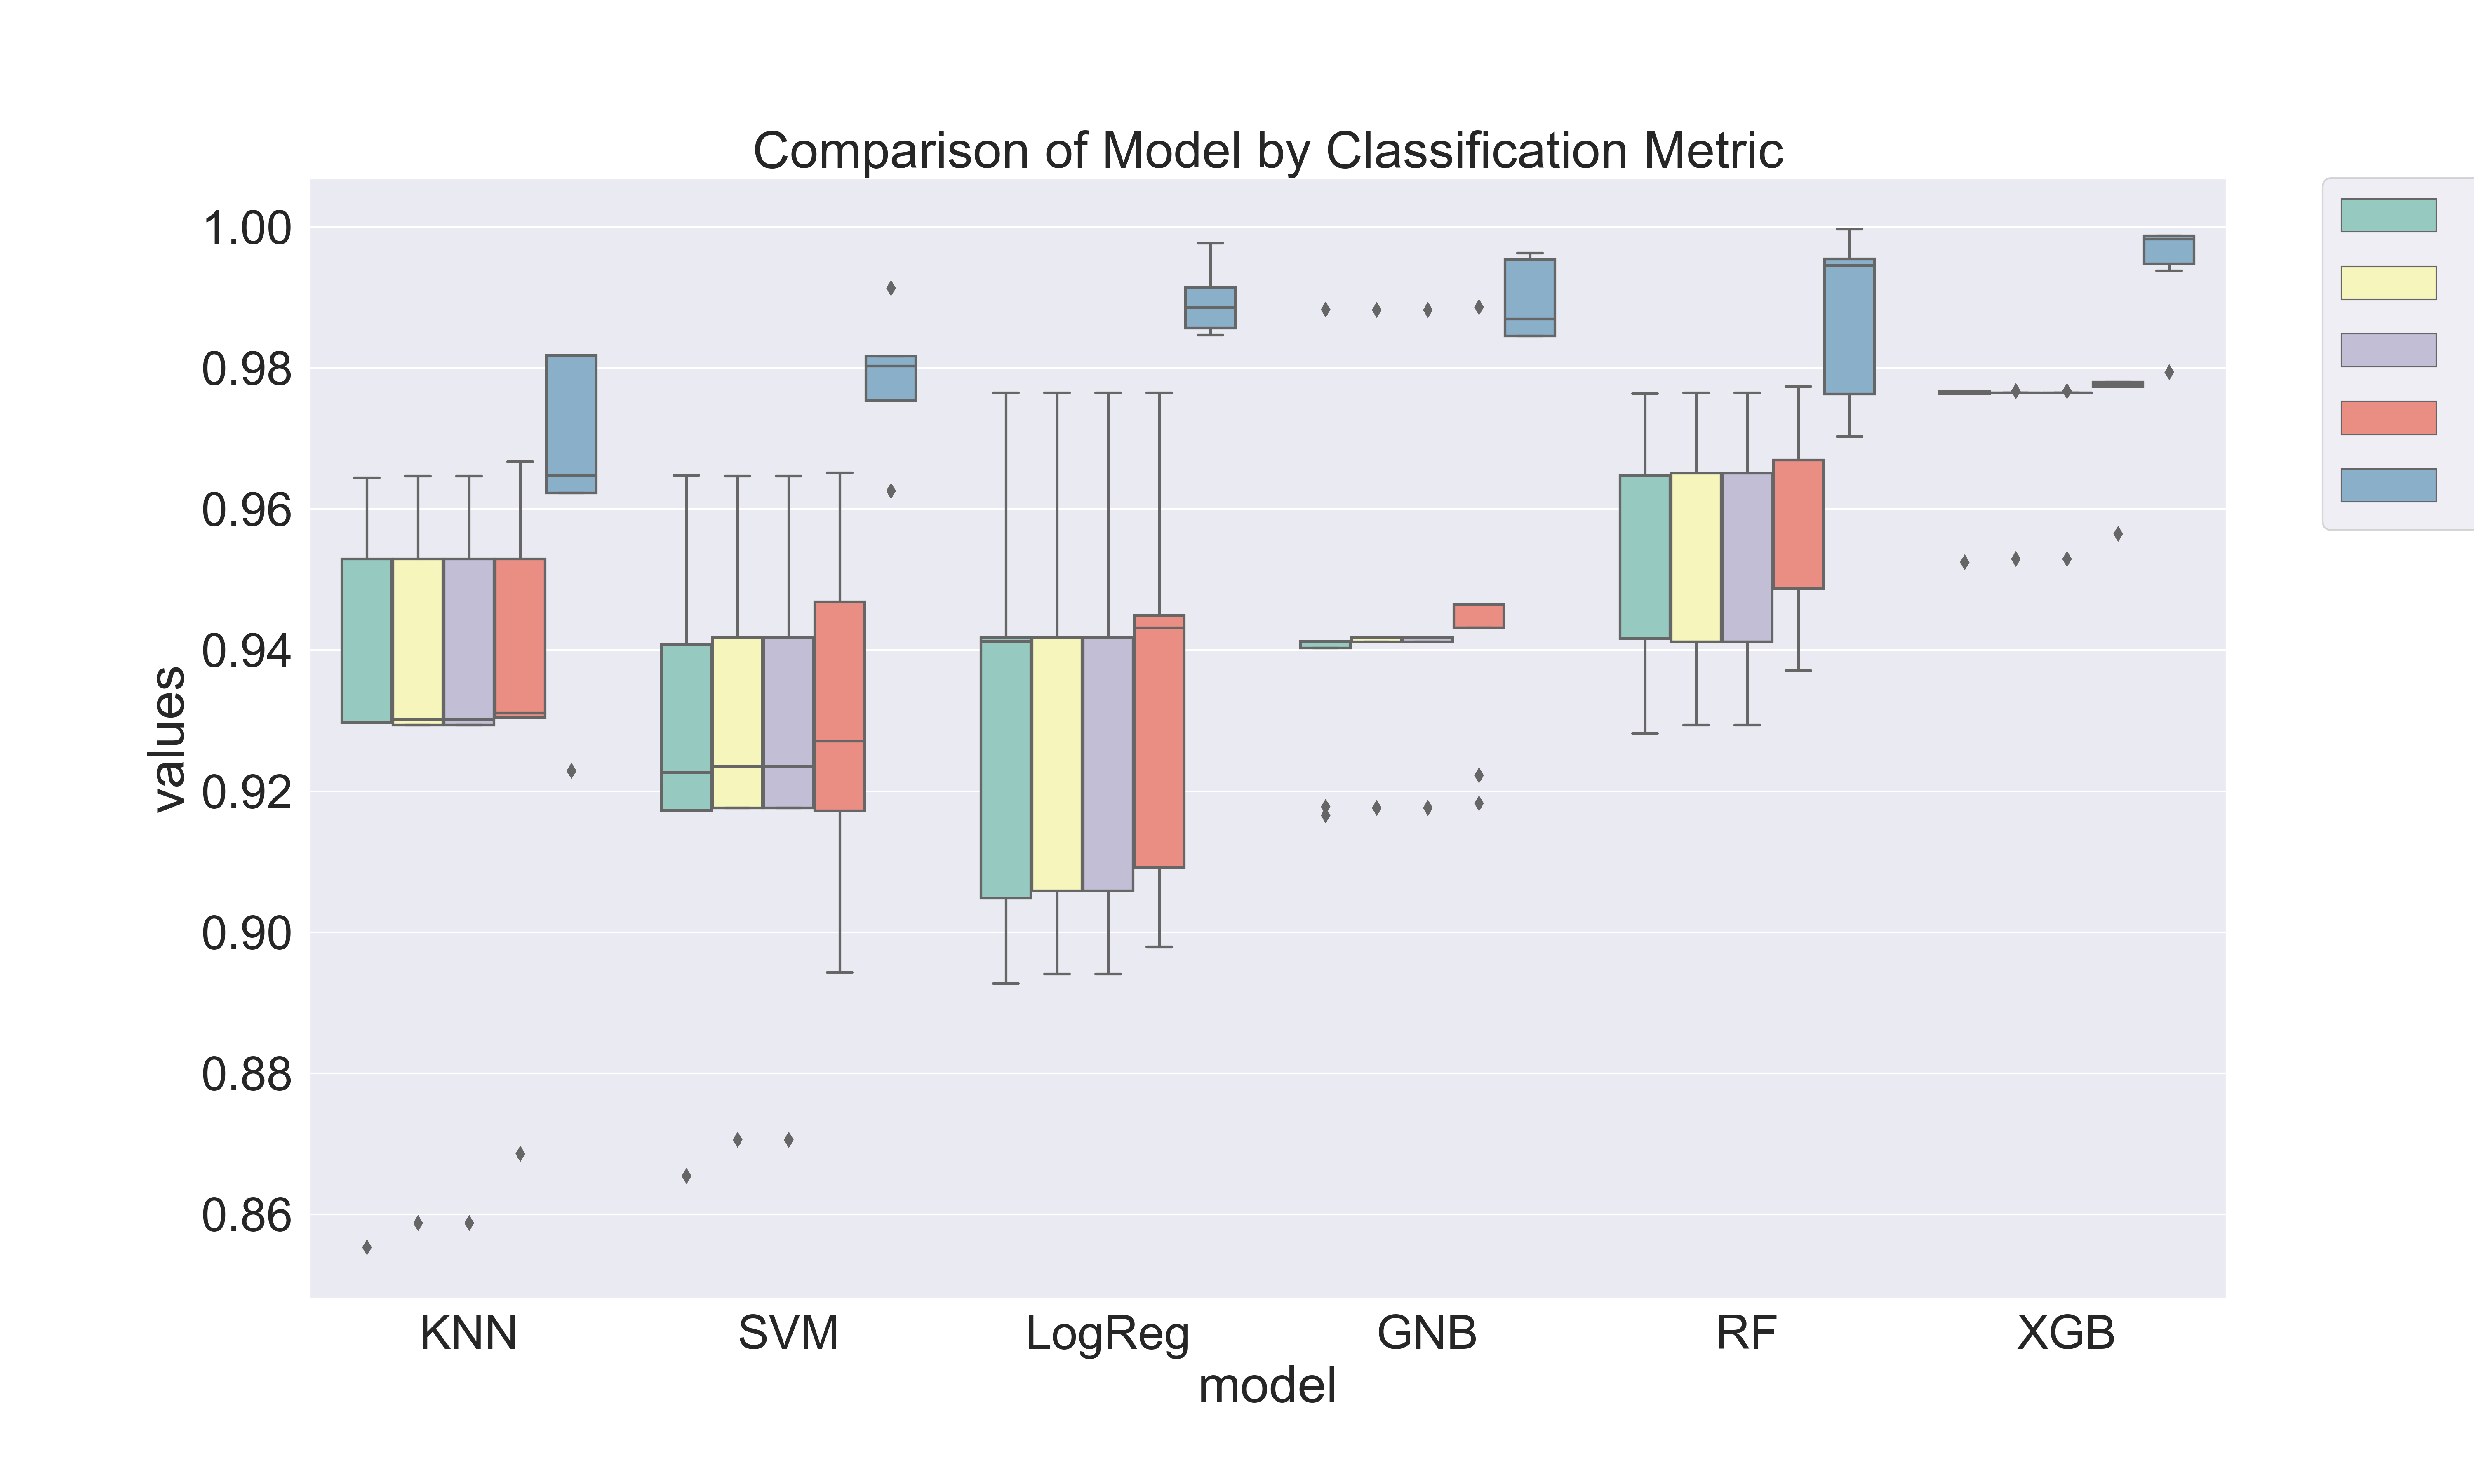 Comparison of Model by Classification Metric
1.00
0.98
0.96
0.94
0.92
0.90
0.88
0.86
values
KNN SVM LogReg GNB RF XGB
model